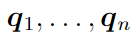 q₁, . . . , qₙ